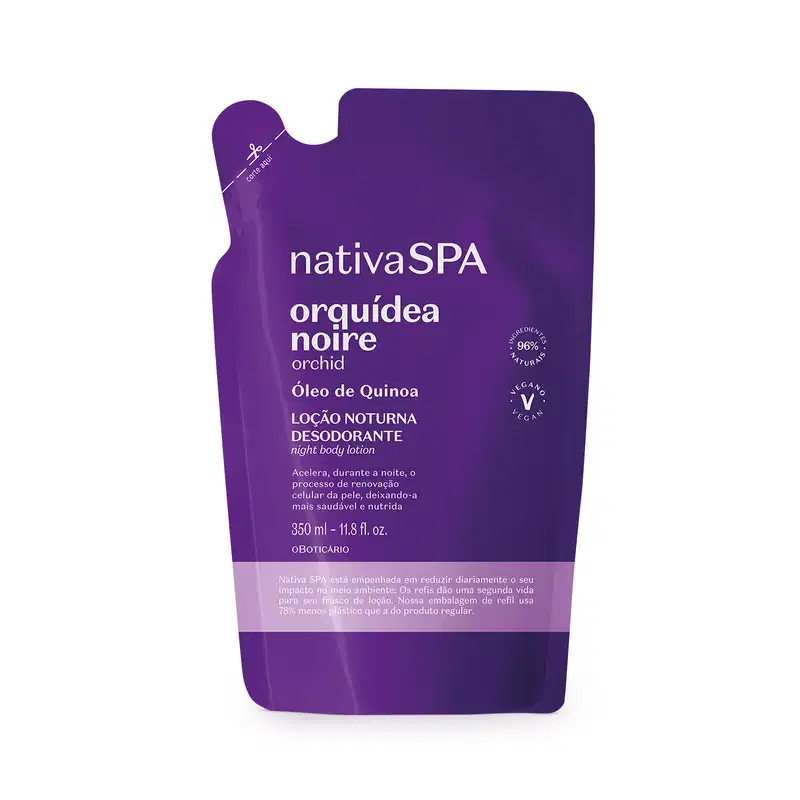 corte aqui
nativaSPA
orquídea
noire
orchid
Óleo de Quinoa
LOÇÃO NOTURNA
DESODORANTE
night body lotion
Acelera, durante a noite, o
processo de renovação
celular da pele, deixando-a
mais saudável e nutrida
350 ml – 11.8 fl. oz.
oBOTICÁRIO
INGREDIENTES
96%
NATURAIS
VEGANO
V
VEGAN
Nativa SPA está empenhada em reduzir diariamente o seu
impacto no meio ambiente: Os refis dão uma segunda vida
para seu frasco de loção. Nossa embalagem de refil usa
78% menos plástico que a do produto regular.